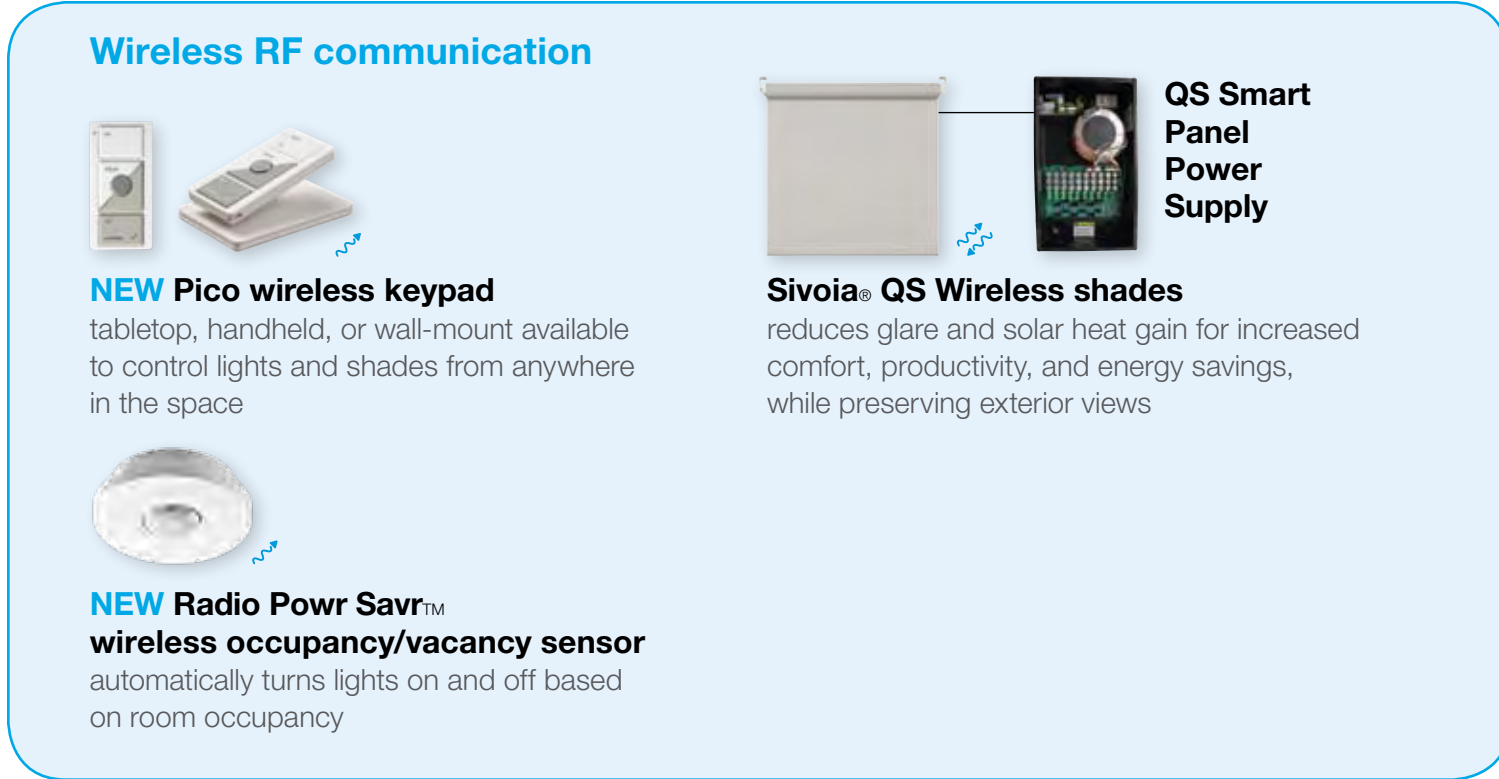 Wireless RF communication
QS Smart
Panel
Power
Supply
NEW Pico wireless keypad
tabletop, handheld, or wall-mount available
to control lights and shades from anywhere
in the space
Sivoia® QS Wireless shades
reduces glare and solar heat gain for increased
comfort, productivity, and energy savings,
while preserving exterior views
NEW Radio Powr Savr™
wireless occupancy/vacancy sensor
automatically turns lights on and off based
on room occupancy